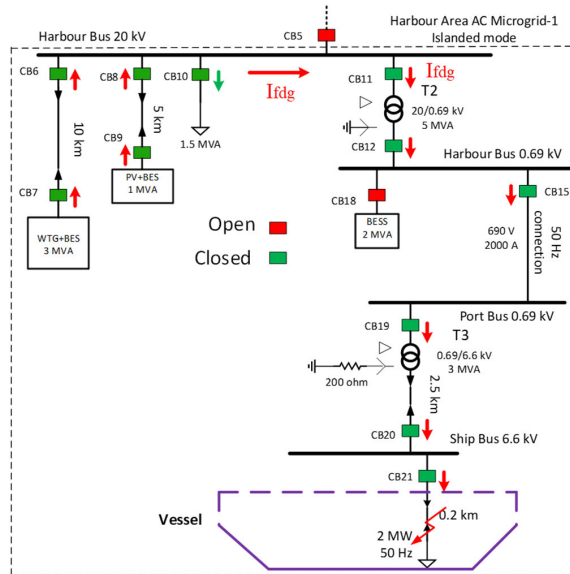 Harbour Area AC Microgrid-1
Islanded mode
Harbour Bus 20 kV
CB5
CB6
CB8
CB10
Ifdg
CB11
Ifdg
T2
20/0.69 kV
5 MVA
10 km
5 km
CB9
1.5 MVA
CB12
PV+BES
1 MVA
Harbour Bus 0.69 kV
CB7
CB18
CB15
WTG+BES
3 MVA
BESS
2 MVA
690 V
2000 A
50 Hz
connection
Open
Closed
Port Bus 0.69 kV
CB19
T3
0.69/6.6 kV
3 MVA
200 ohm
2.5 km
CB20
Ship Bus 6.6 kV
CB21
Vessel
0.2 km
2 MW
50 Hz